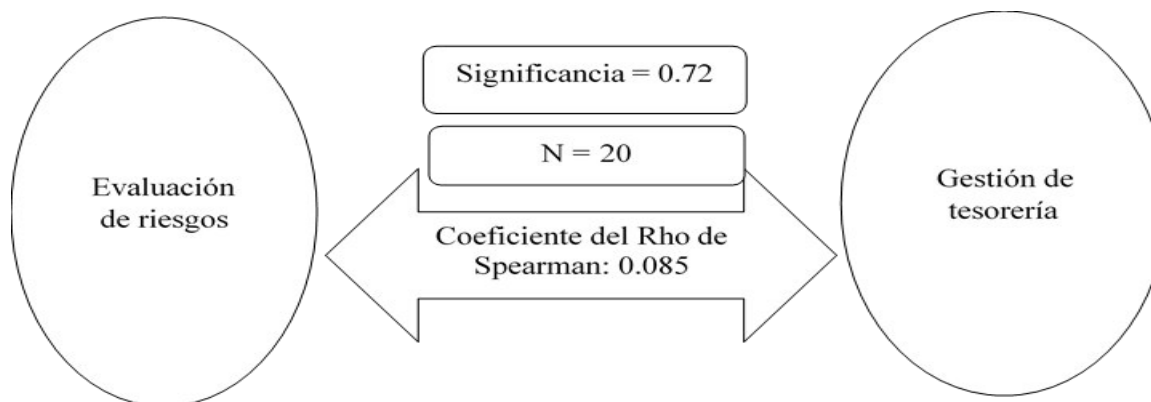 Significancia = 0.72
N = 20
Evaluación
de riesgos
Coeficiente del Rho de
Spearman: 0.085
Gestión de
tesorería